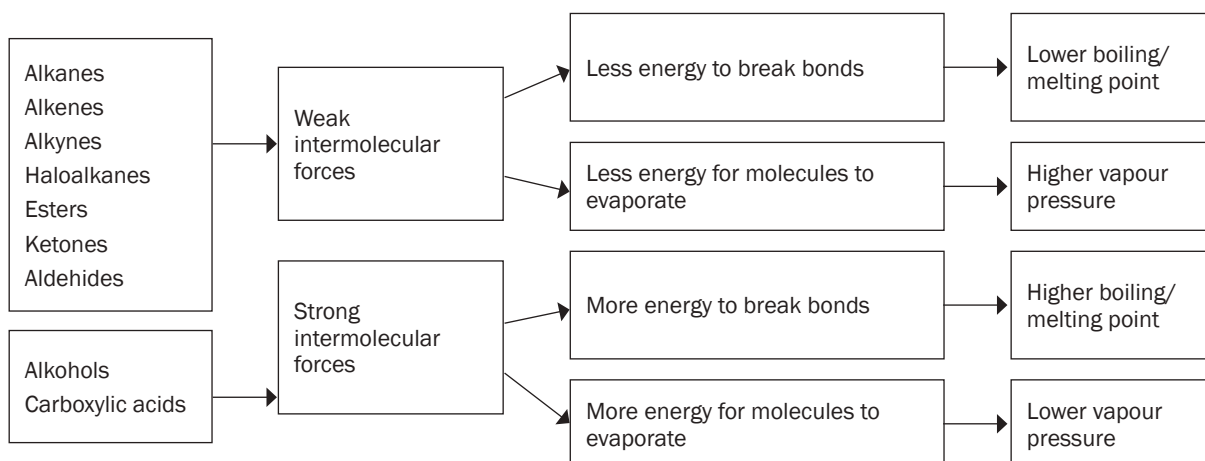 Alkanes
Alkenes
Alkynes
Haloalkanes
Esters
Ketones
Aldehides
Alkohols
Carboxylic acids
Weak
intermolecular
forces
Strong
intermolecular
forces
Less energy to break bonds
Less energy for molecules to
evaporate
More energy to break bonds
More energy for molecules to
evaporate
Lower boiling/
melting point
Higher vapour
pressure
Higher boiling/
melting point
Lower vapour
pressure